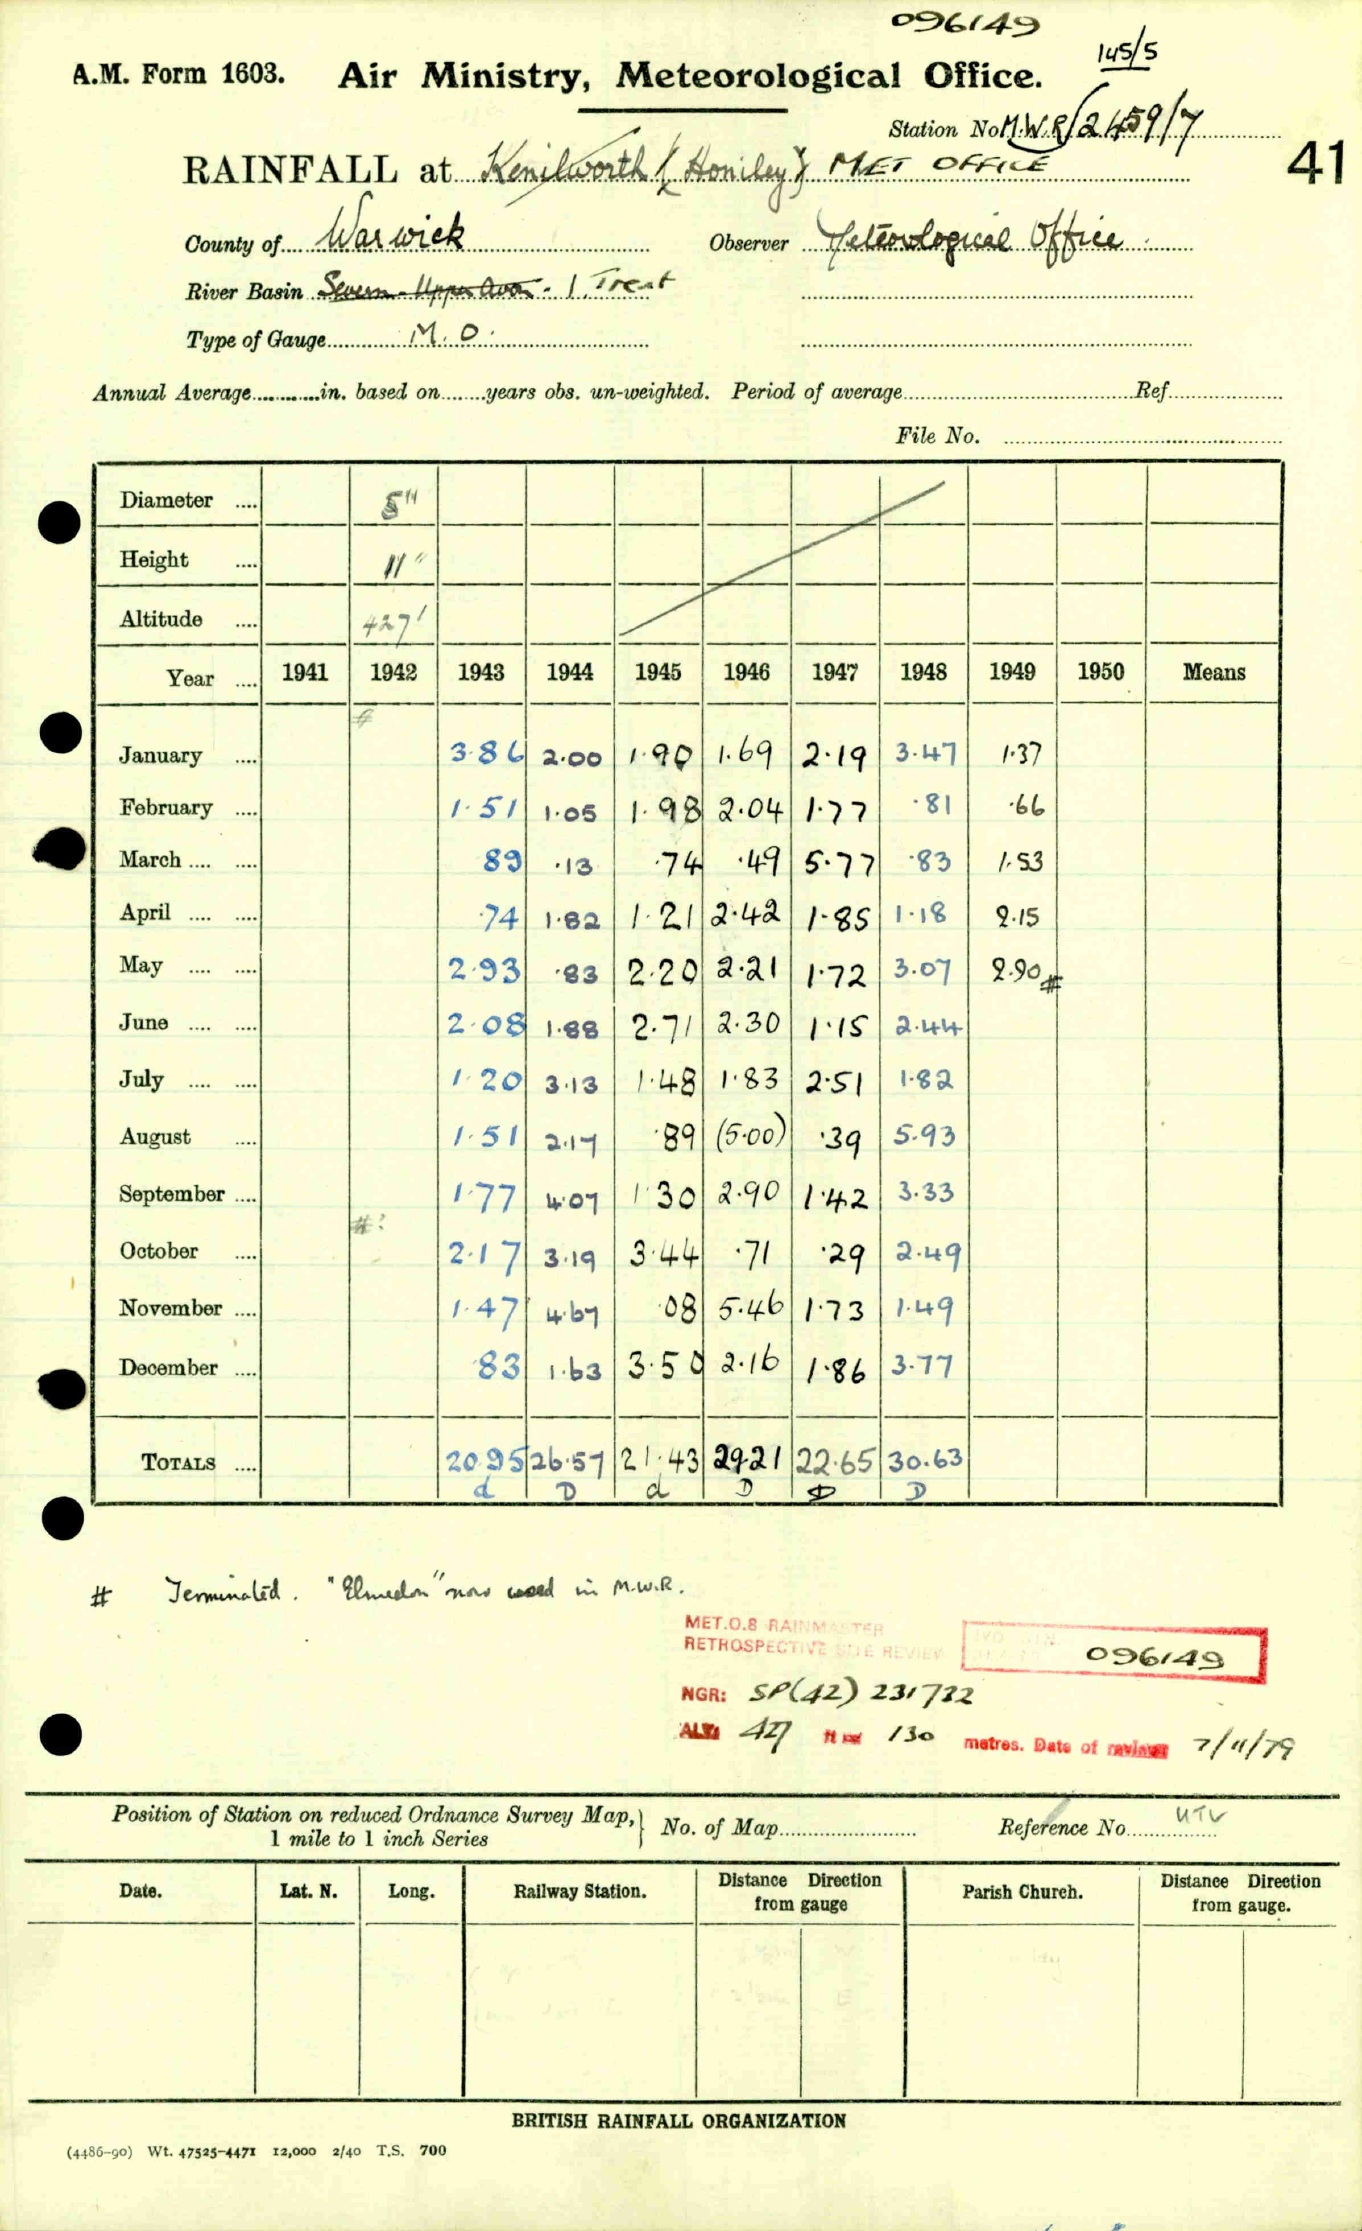 096149
145/5
A.M. Form 1603. Air Ministry, Meteorological Office.
Station No. M.W.R/2459/7
41
RAINFALL at Kenilworth (Honiley) MET OFFICE
County of Warwick Observer Meteorological Office
River Basin Severn-Upper Avon - 1. Trent
Type of Gauge M.O.
Annual Average............in. based on........years obs. un-weighted. Period of average Ref
File No.
Diameter .... 5"
Height .... 11"
Altitude .... 427'
Year .... 1941 1942 1943 1944 1945 1946 1947 1948 1949 1950 Means
#
January .... 3.86 2.00 1.90 1.69 2.19 3.47 1.37
February .... 1.51 1.05 1.98 2.04 1.77 .81 .66
March .... .... 89 .13 .74 .49 5.77 .83 1.53
April .... .... .74 1.82 1.21 2.42 1.85 1.18 2.15
May .... .... 2.93 .83 2.20 2.21 1.72 3.07 2.90 #
June .... .... 2.08 1.88 2.71 2.30 1.15 2.44
July .... .... 1.20 3.13 1.48 1.83 2.51 1.82
August .... 1.51 2.17 .89 (5.00) .39 5.93
September .... 1.77 4.07 1.30 2.90 1.42 3.33
#?
October .... 2.17 3.19 3.44 .71 .29 2.49
November .... 1.47 4.67 .08 5.46 1.73 1.49
December .... .83 1.63 3.50 2.16 1.86 3.77
TOTALS .... 20.95 26.57 21.43 29.21 22.65 30.63
d D d D D D
# Terminated. "Elmedon" now used in M.W.R.
MET.O.8 RAINMASTER
RETROSPECTIVE SITE REVIEW
096149
NGR: SP(42) 231722
ALT: 427 ft 130 metres. Date of review 7/11/79
Position of Station on reduced Ordnance Survey Map,
1 mile to 1 inch Series
No. of Map Reference No.
Date. Lat. N. Long. Railway Station. Distance Direction from gauge Parish Church. Distance Direction from gauge.
BRITISH RAINFALL ORGANIZATION
(4486-90) Wt. 47525-4471 12,000 2/40 T.S. 700